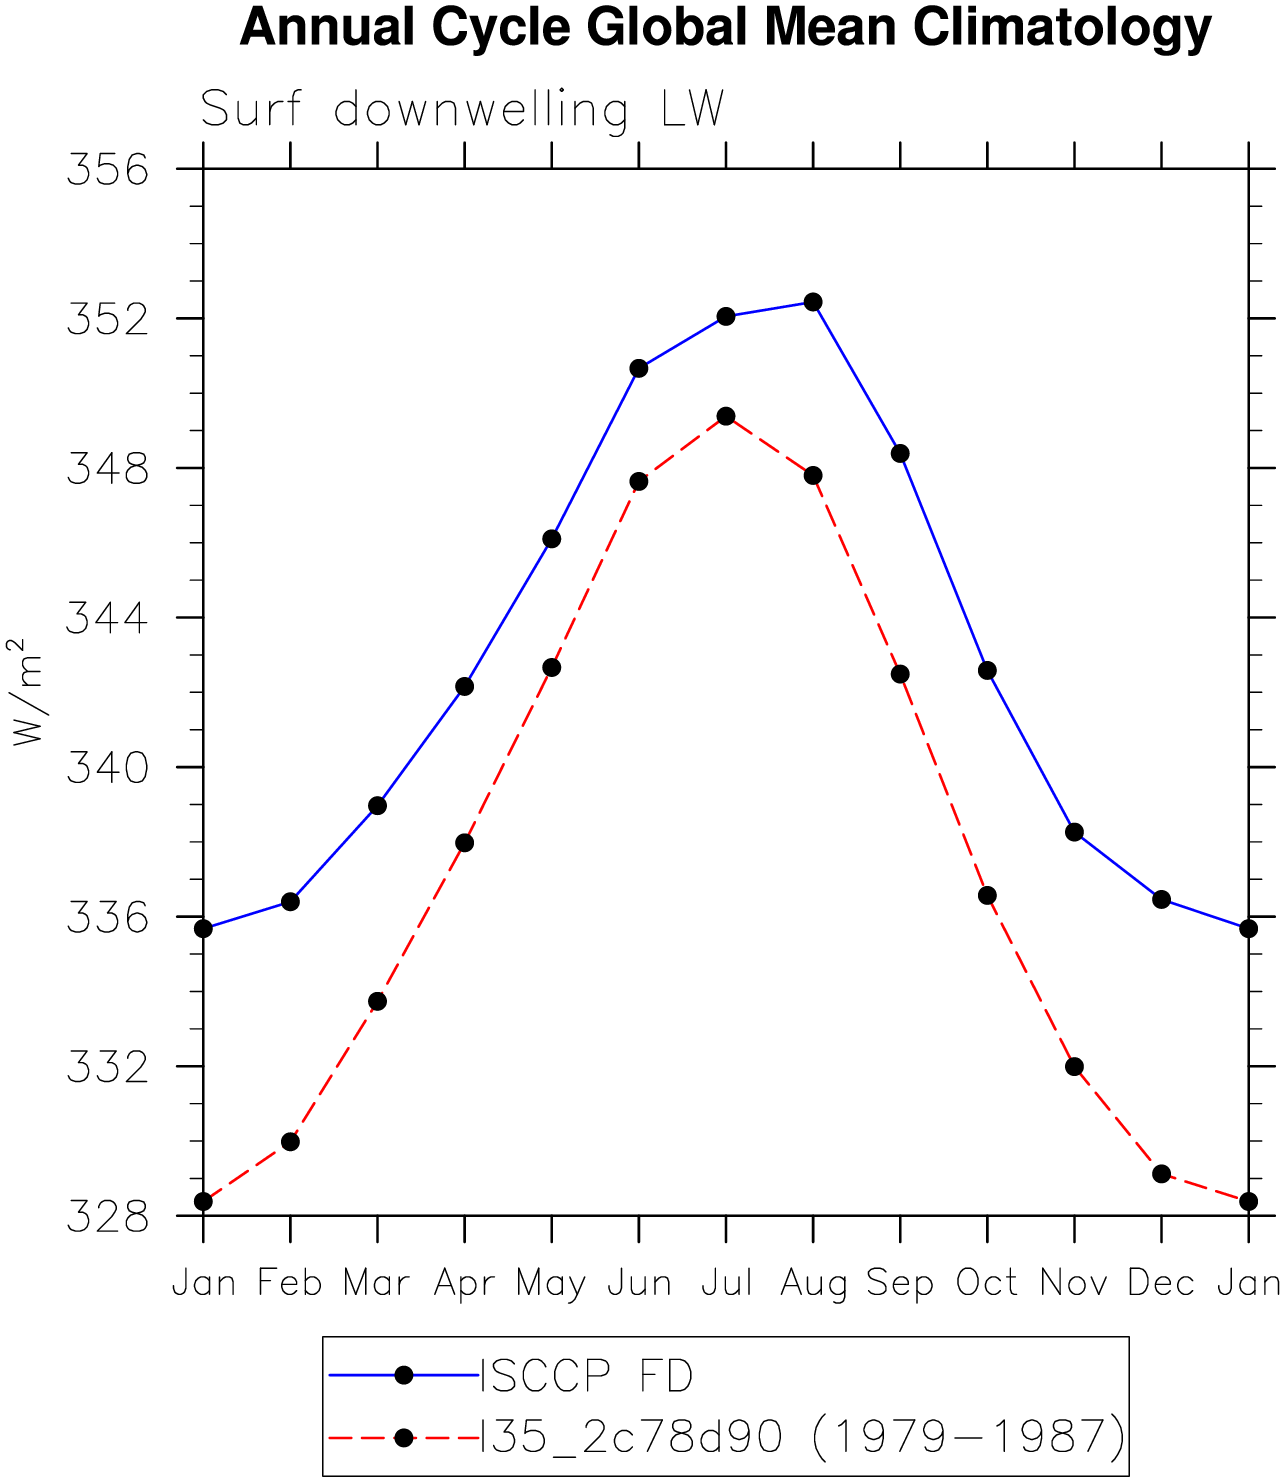 Annual Cycle Global Mean Climatology
Surf downwelling LW
356
352
348
344
340
336
332
328
W/m²
Jan Feb Mar Apr May Jun Jul Aug Sep Oct Nov Dec Jan
ISCCP FD
I35_2c78d90 (1979-1987)